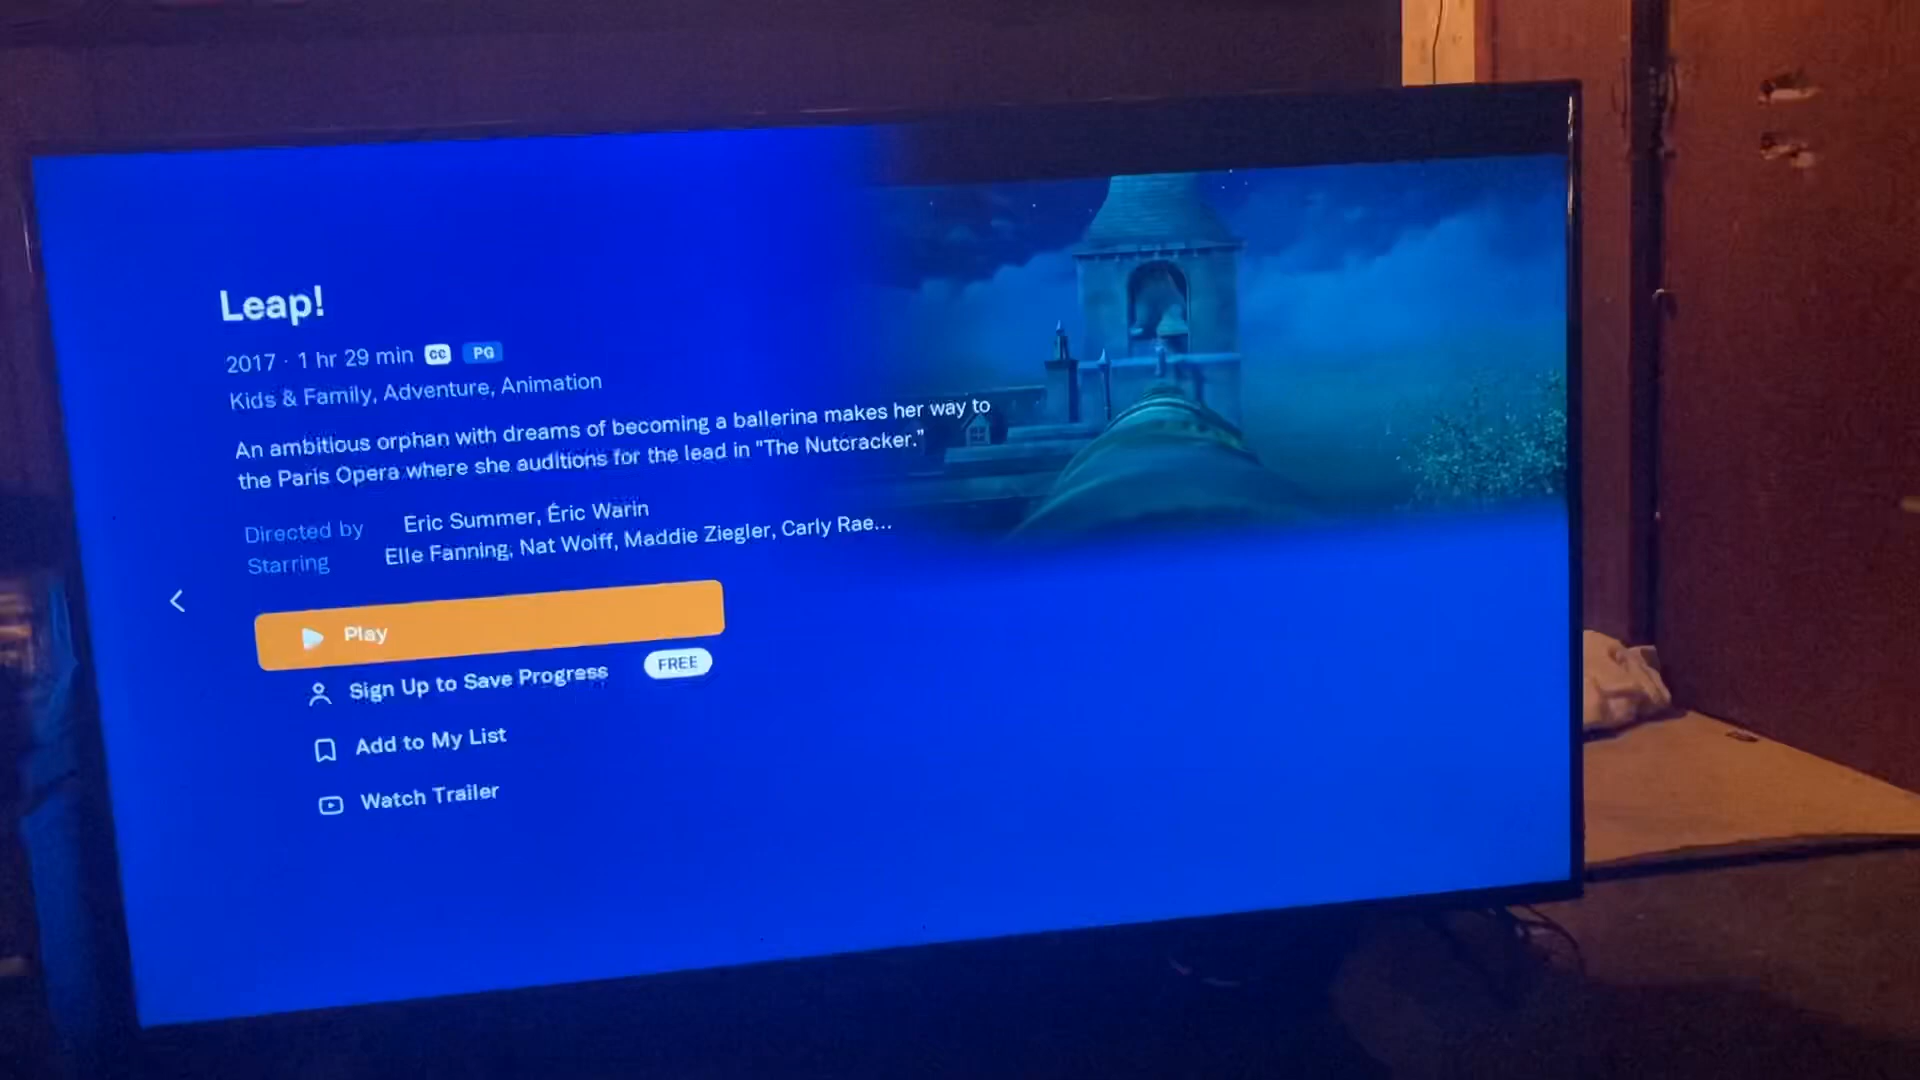 Leap!
2017 · 1 hr 29 min CC PG
Kids & Family, Adventure, Animation
An ambitious orphan with dreams of becoming a ballerina makes her way to
the Paris Opera where she auditions for the lead in "The Nutcracker."
Directed by Eric Summer, Éric Warin
Starring Elle Fanning, Nat Wolff, Maddie Ziegler, Carly Rae...
Play
Sign Up to Save Progress FREE
Add to My List
Watch Trailer